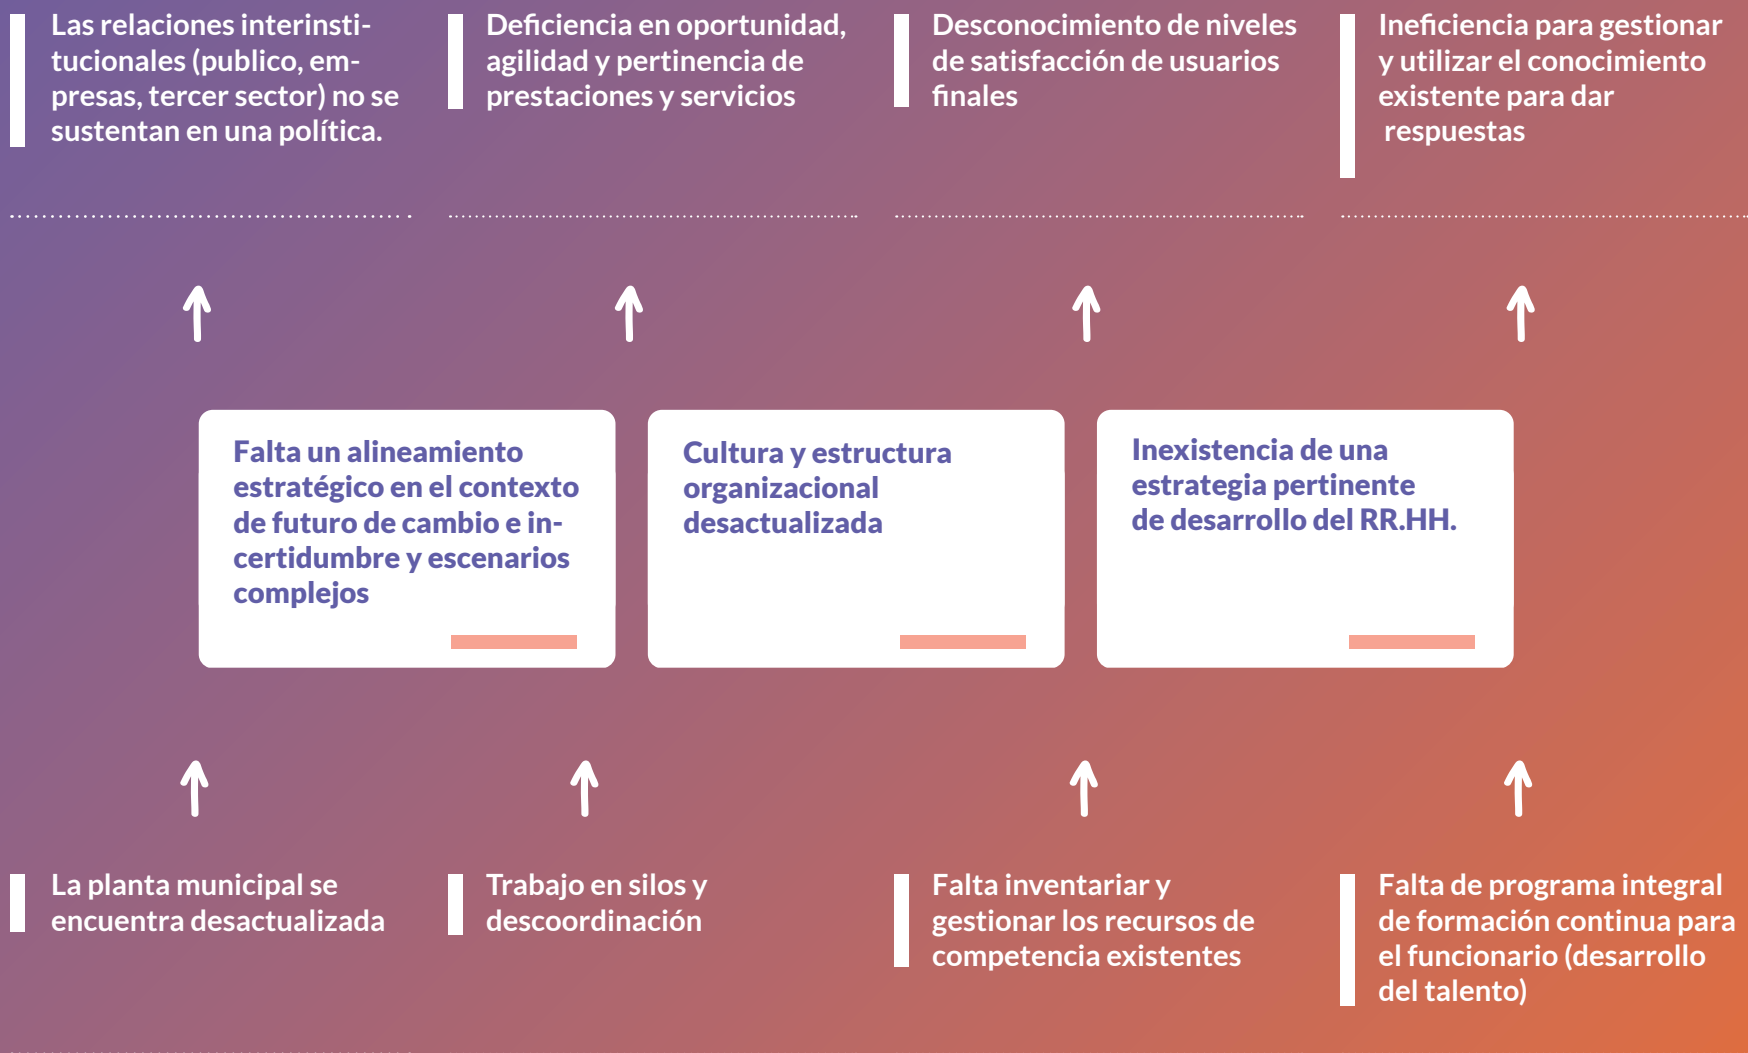 Las relaciones interinsti-
tucionales (publico, em-
presas, tercer sector) no se
sustentan en una política.
Deficiencia en oportunidad,
agilidad y pertinencia de
prestaciones y servicios
Desconocimiento de niveles
de satisfacción de usuarios
finales
Ineficiencia para gestionar
y utilizar el conocimiento
existente para dar
respuestas
Falta un alineamiento
estratégico en el contexto
de futuro de cambio e in-
certidumbre y escenarios
complejos
Cultura y estructura
organizacional
desactualizada
Inexistencia de una
estrategia pertinente
de desarrollo del RR.HH.
La planta municipal se
encuentra desactualizada
Trabajo en silos y
descoordinación
Falta inventariar y
gestionar los recursos de
competencia existentes
Falta de programa integral
de formación continua para
el funcionario (desarrollo
del talento)